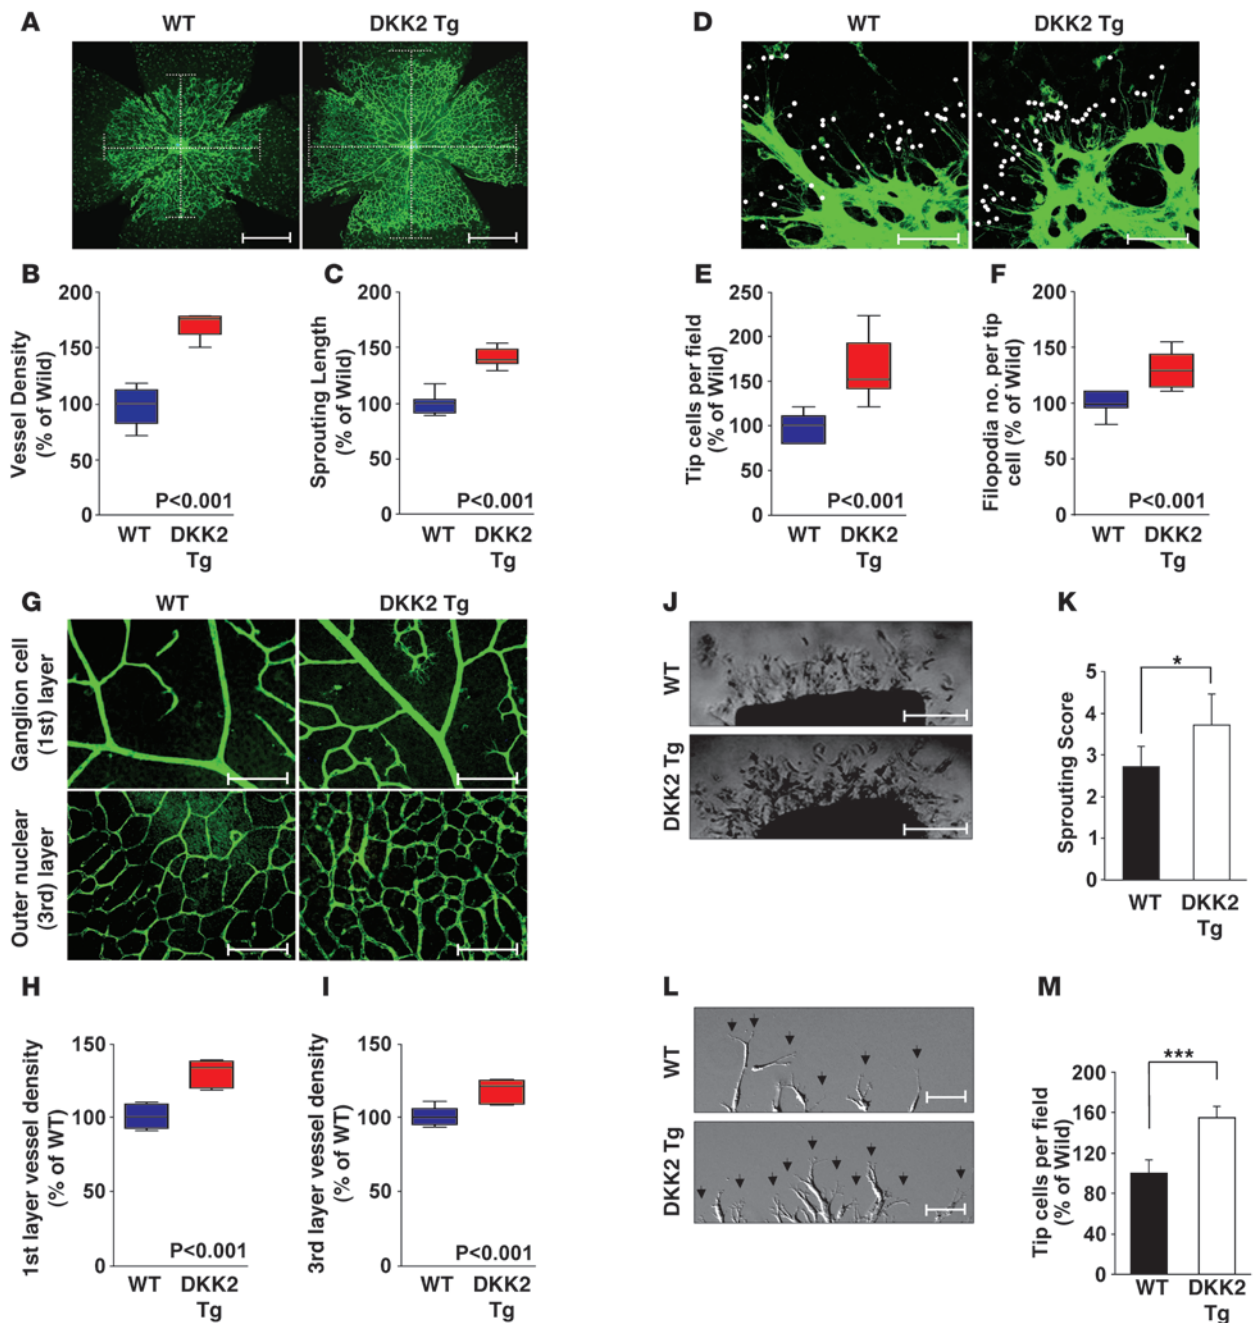 A
WT
DKK2 Tg
B
Vessel Density
(% of Wild)
200
150
100
50
0
P<0.001
WT
DKK2
Tg
C
Sprouting Length
(% of Wild)
200
150
100
50
0
P<0.001
WT
DKK2
Tg
D
WT
DKK2 Tg
E
Tip cells per field
(% of Wild)
250
200
150
100
50
0
P<0.001
WT
DKK2
Tg
F
Filopodia no. per tip
cell (% of Wild)
200
150
100
50
0
P<0.001
WT
DKK2
Tg
G
WT
DKK2 Tg
Ganglion cell
(1st) layer
Outer nuclear
(3rd) layer
H
1st layer vessel density
(% of WT)
150
100
50
0
P<0.001
WT
DKK2
Tg
I
3rd layer vessel density
(% of WT)
150
100
50
0
P<0.001
WT
DKK2
Tg
J
WT
DKK2 Tg
K
Sprouting Score
5
4
3
2
1
0
*
WT
DKK2
Tg
L
WT
DKK2 Tg
M
Tip cells per field
(% of Wild)
200
160
120
80
40
0
***
WT
DKK2
Tg